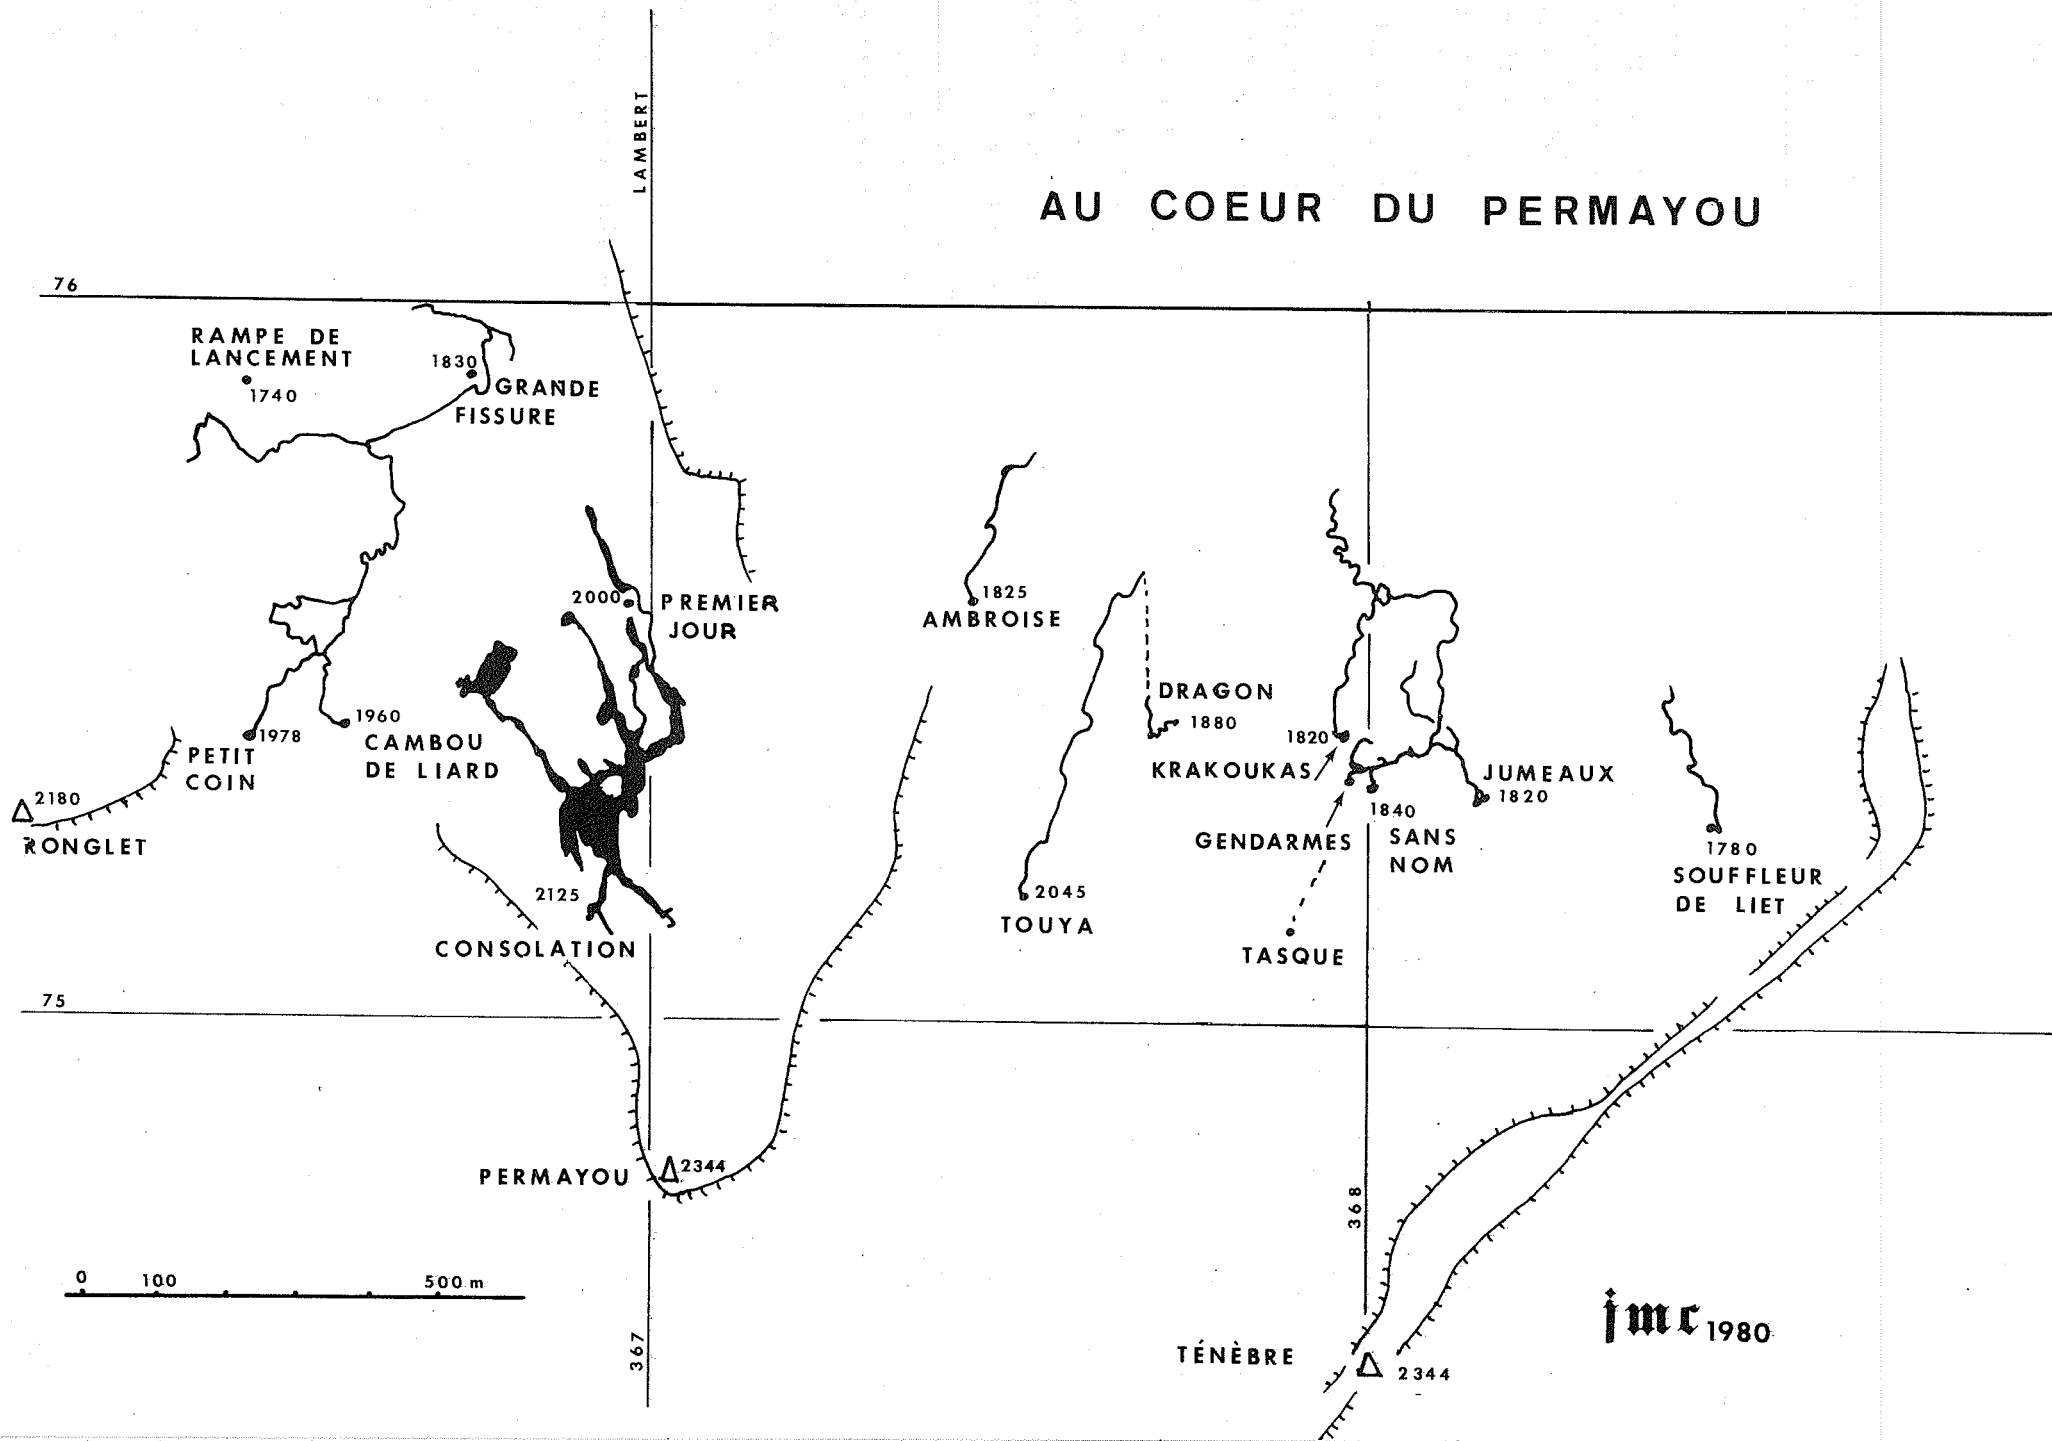 LAMBERT
AU COEUR DU PERMAYOU
76
RAMPE DE
LANCEMENT
1740
1830
GRANDE
FISSURE
2000
PREMIER
JOUR
1825
AMBROISE
DRAGON
1880
1960
CAMBOU
DE LIARD
1978
PETIT
COIN
2180
RONGLET
1820
KRAKOUKAS
JUMEAUX
1820
1840
SANS
NOM
GENDARMES
1780
SOUFFLEUR
DE LIET
2125
CONSOLATION
2045
TOUYA
TASQUE
75
PERMAYOU
2344
368
0 100 500 m
367
TÉNÈBRE
2344
jmc 1980